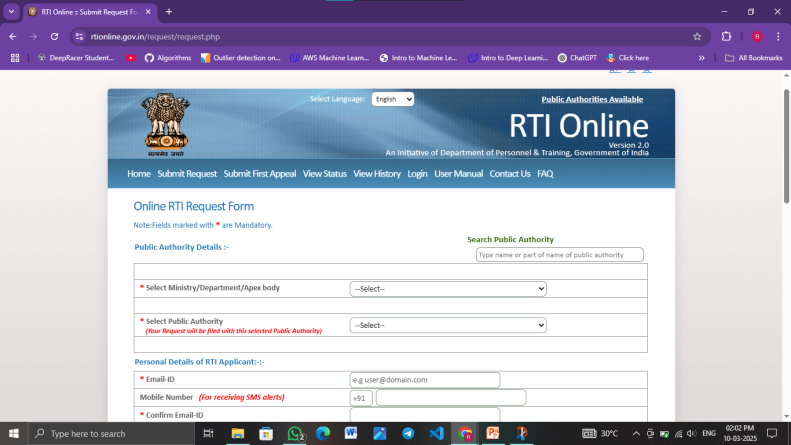 RTI Online :: Submit Request Fo
rtionline.gov.in/request/request.php
R
DeepRacer Student...
Algorithms
Outlier detection on...
AWS Machine Learn...
Intro to Machine Le...
Intro to Deep Learni...
ChatGPT
Click here
All Bookmarks
Select Language: English
Public Authorities Available
RTI Online
Version 2.0
An Initiative of Department of Personnel & Training, Government of India
सत्यमेव जयते
Home Submit Request Submit First Appeal View Status View History Login User Manual Contact Us FAQ
Online RTI Request Form
Note:Fields marked with * are Mandatory.
Search Public Authority
Public Authority Details :-
Type name or part of name of public authority
* Select Ministry/Department/Apex body
--Select--
* Select Public Authority
(Your Request will be filed with this selected Public Authority)
--Select--
Personal Details of RTI Applicant:-:-
* Email-ID
e.g user@domain.com
Mobile Number (For receiving SMS alerts)
+91
* Confirm Email-ID
Type here to search
2
30°C
ENG
02:02 PM
10-03-2025